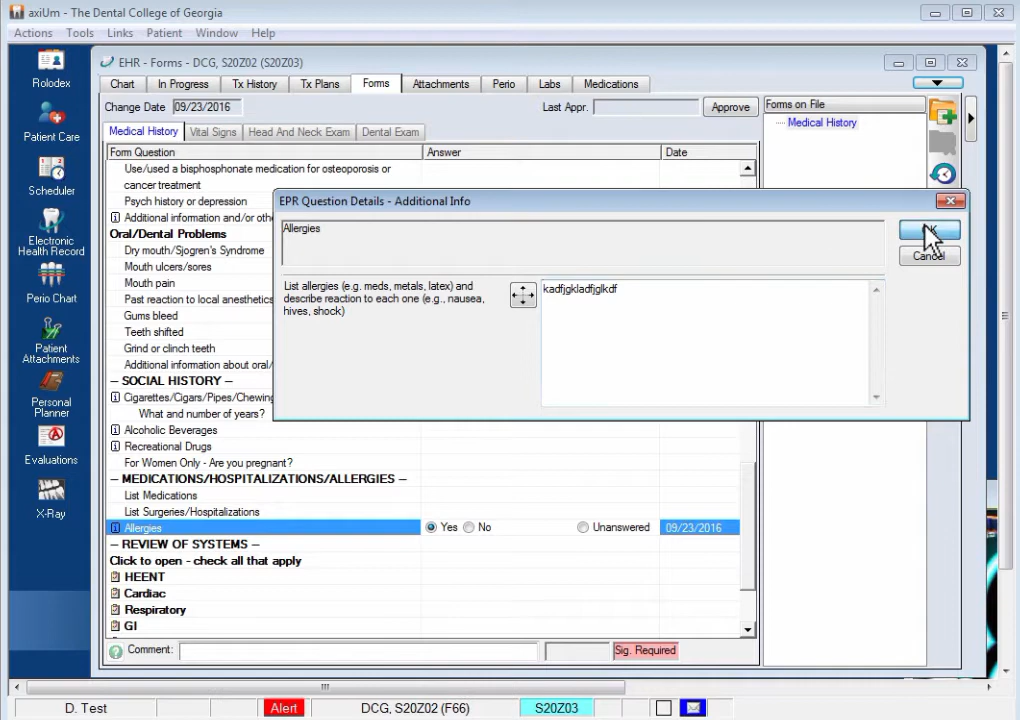 axiUm - The Dental College of Georgia
Actions Tools Links Patient Window Help
Rolodex
Patient Care
Scheduler
Electronic
Health Record
Perio Chart
Patient
Attachments
Personal
Planner
Evaluations
X-Ray
EHR - Forms - DCG, S20Z02 (S20Z03)
Chart In Progress Tx History Tx Plans Forms Attachments Perio Labs Medications
Change Date 09/23/2016 Last Appr. Approve
Medical History Vital Signs Head And Neck Exam Dental Exam
Form Question Answer Date
Use/used a bisphosphonate medication for osteoporosis or
cancer treatment
Psych history or depression
Additional information and/or
Oral/Dental Problems
Dry mouth/Sjogren's Syndrome
Mouth ulcers/sores
Mouth pain
Past reaction to local anesthetics
Gums bleed
Teeth shifted
Grind or clinch teeth
Additional information about oral/
– SOCIAL HISTORY –
Cigarettes/Cigars/Pipes/Chewing
What and number of years?
Alcoholic Beverages
Recreational Drugs
For Women Only - Are you pregnant?
– MEDICATIONS/HOSPITALIZATIONS/ALLERGIES –
List Medications
List Surgeries/Hospitalizations
Allergies Yes No Unanswered 09/23/2016
– REVIEW OF SYSTEMS –
Click to open - check all that apply
HEENT
Cardiac
Respiratory
GI
Comment: Sig. Required
Forms on File
Medical History
EPR Question Details - Additional Info
Allergies
OK
Cancel
List allergies (e.g. meds, metals, latex) and
describe reaction to each one (e.g., nausea,
hives, shock)
kadfjgkladfjglkdf
D. Test Alert DCG, S20Z02 (F66) S20Z03